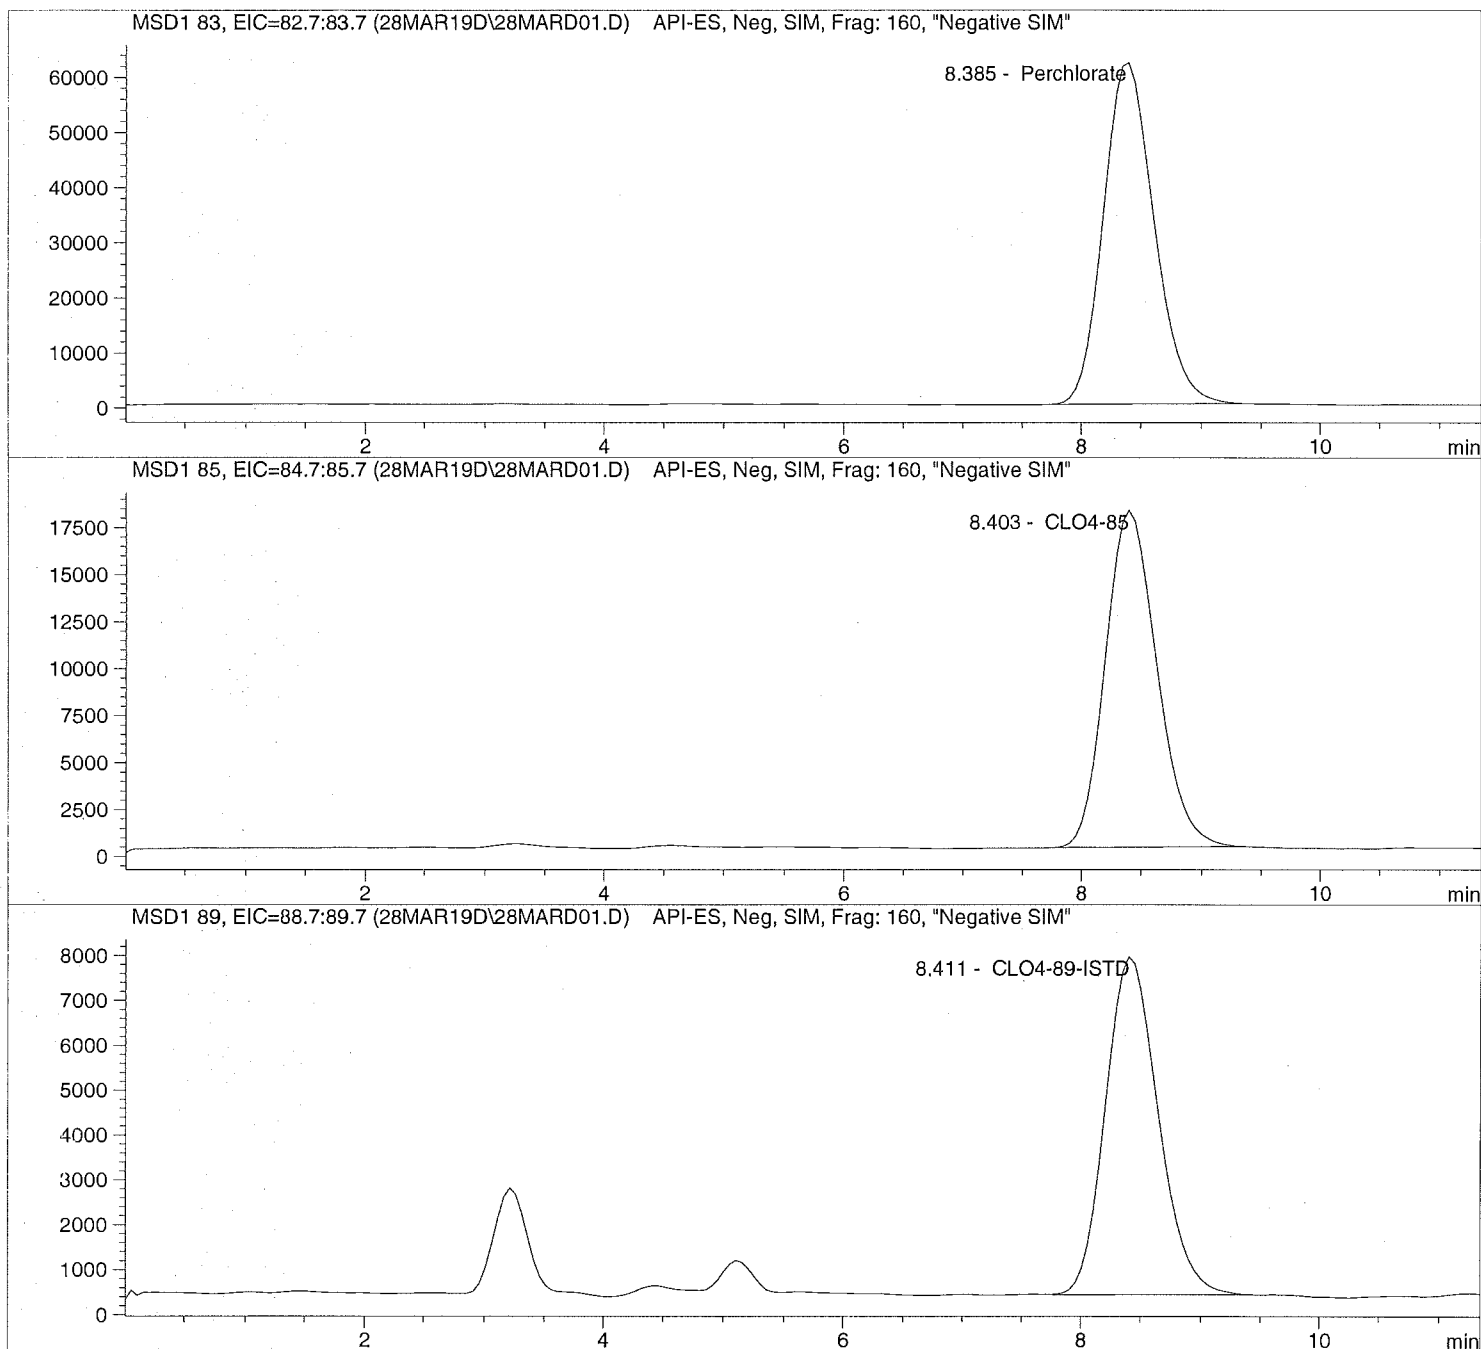 MSD1 83, EIC=82.7:83.7 (28MAR19D\28MARD01.D) API-ES, Neg, SIM, Frag: 160, "Negative SIM"
8.385 - Perchlorate
60000
50000
40000
30000
20000
10000
0
2 4 6 8 10 min
MSD1 85, EIC=84.7:85.7 (28MAR19D\28MARD01.D) API-ES, Neg, SIM, Frag: 160, "Negative SIM"
8.403 - CLO4-85
17500
15000
12500
10000
7500
5000
2500
0
2 4 6 8 10 min
MSD1 89, EIC=88.7:89.7 (28MAR19D\28MARD01.D) API-ES, Neg, SIM, Frag: 160, "Negative SIM"
8.411 - CLO4-89-ISTD
8000
7000
6000
5000
4000
3000
2000
1000
0
2 4 6 8 10 min